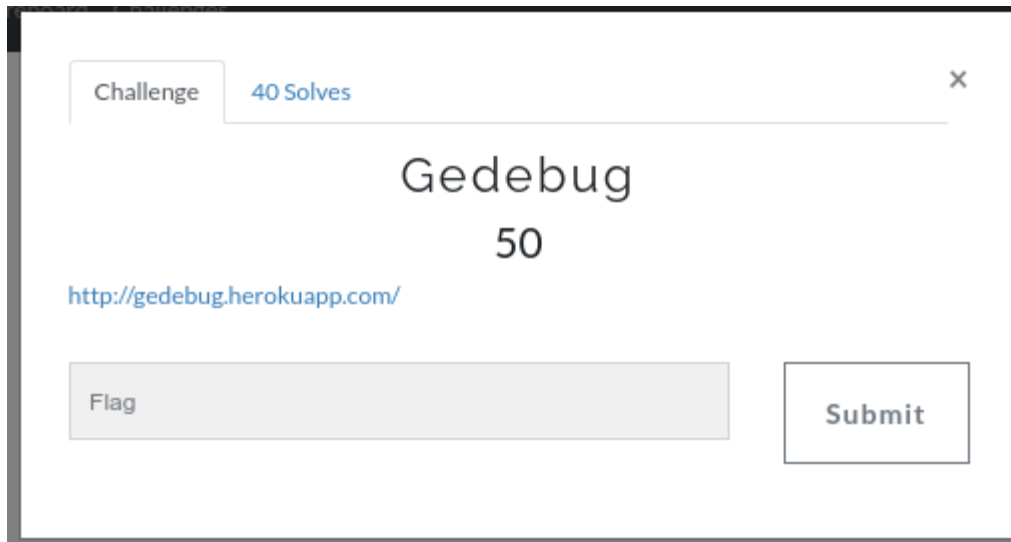 Challenge 40 Solves ×
Gedebug
50
http://gedebug.herokuapp.com/
Flag Submit